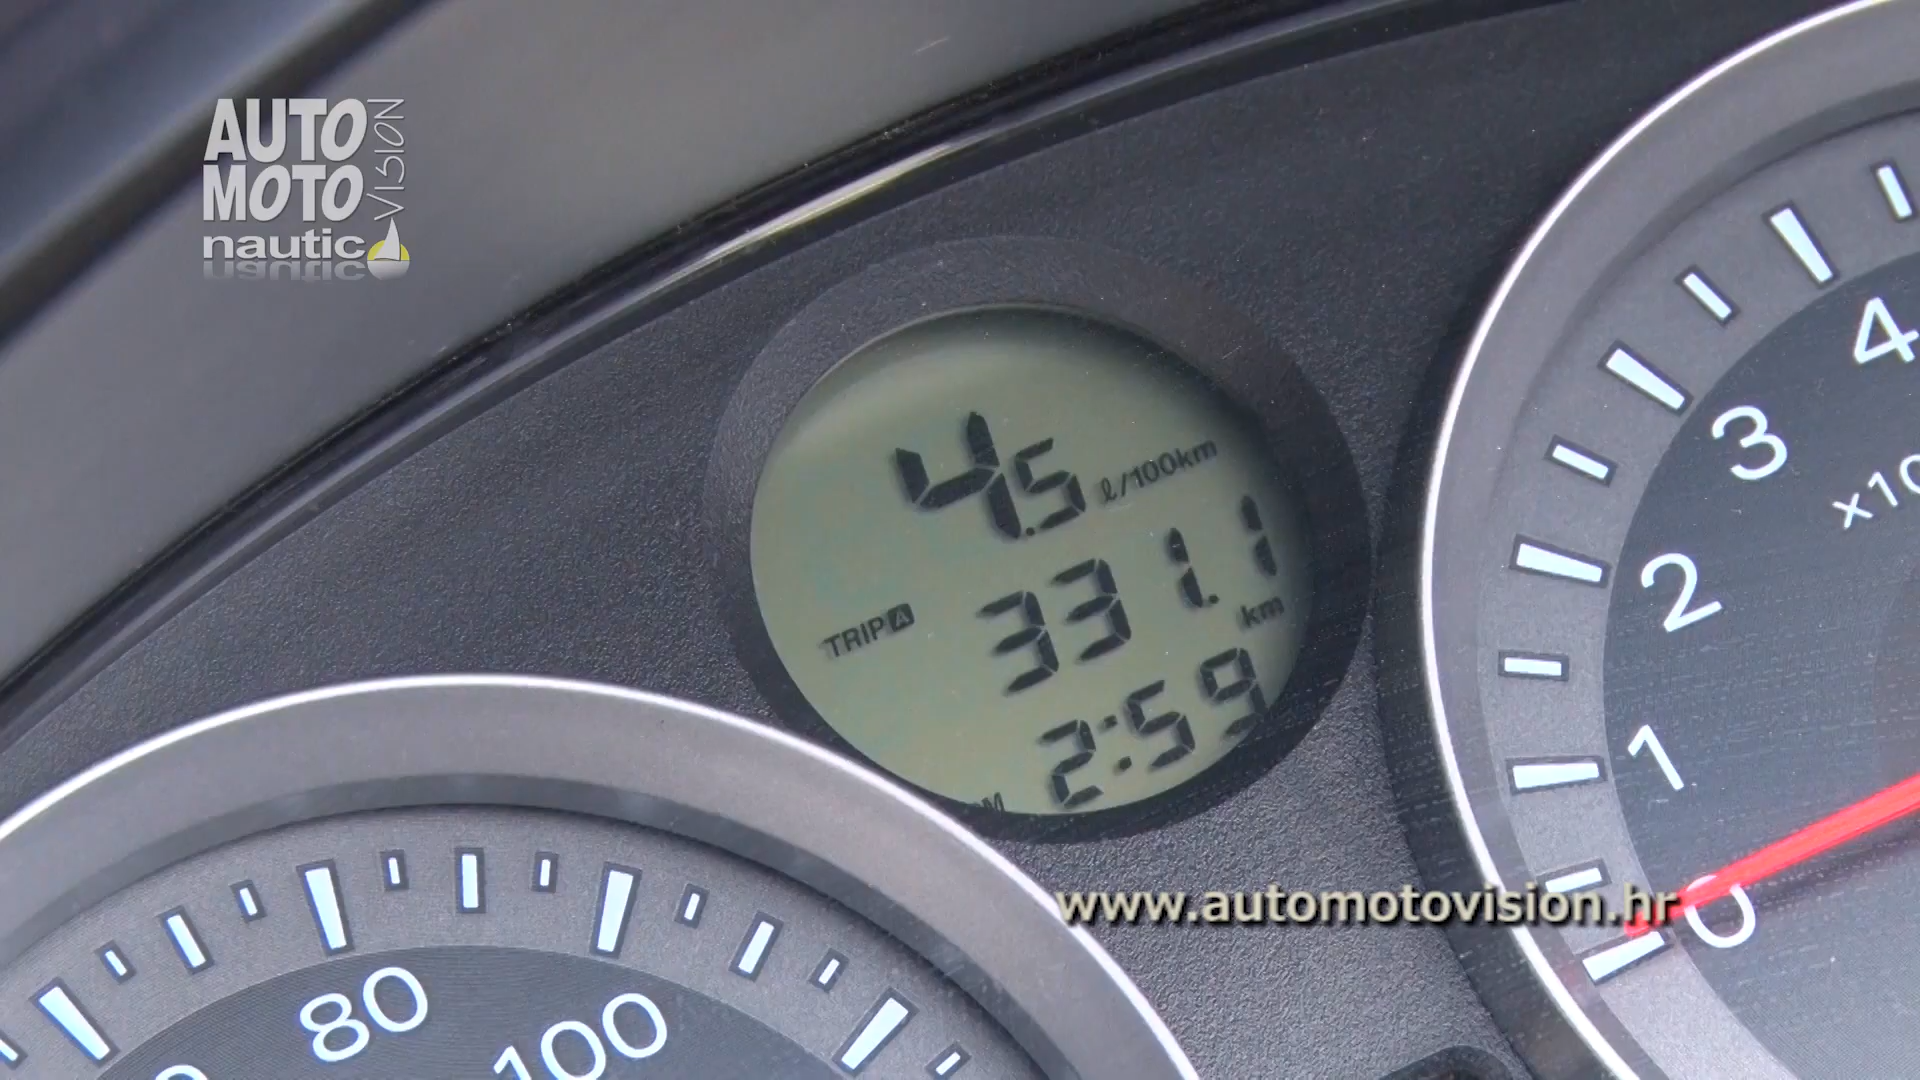 AUTO
MOTO
VISION
nautic
4.5 ℓ/100km
TRIP A 331.1 km
2:59
4
3
2
1
0
80
100
www.automotovision.hr